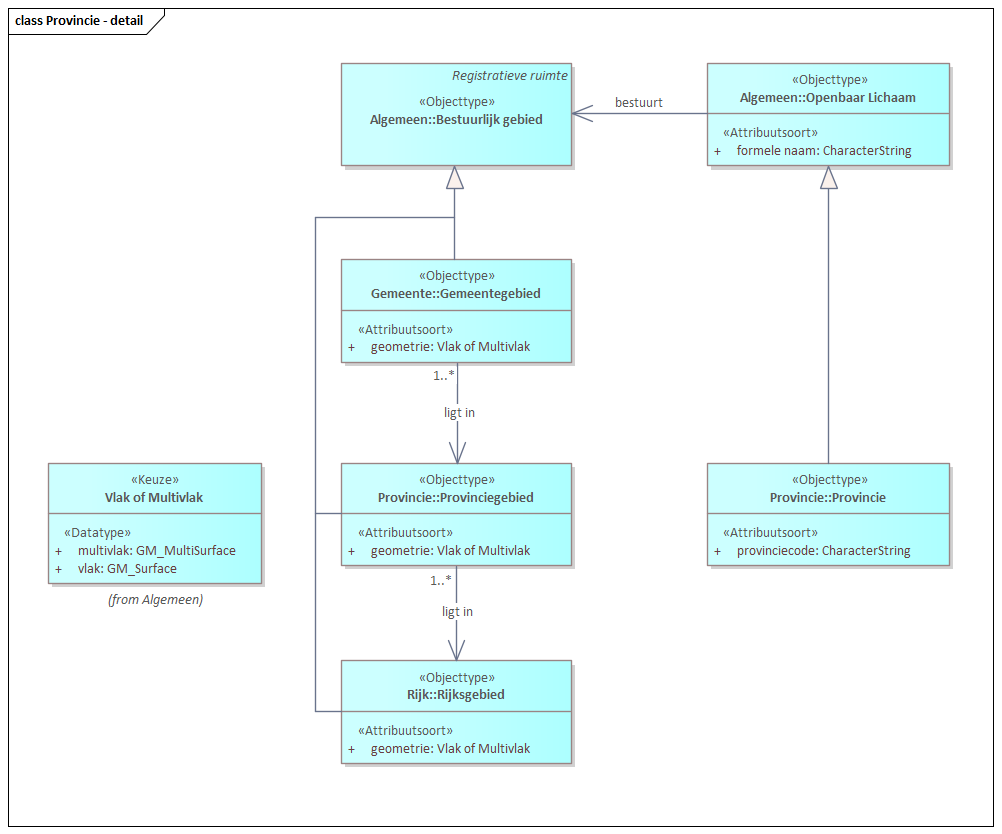 class Provincie - detail
Registratieve ruimte
«Objecttype»
Algemeen::Bestuurlijk gebied
bestuurt
«Objecttype»
Algemeen::Openbaar Lichaam
«Attribuutsoort»
+ formele naam: CharacterString
«Objecttype»
Gemeente::Gemeentegebied
«Attribuutsoort»
+ geometrie: Vlak of Multivlak
1..*
ligt in
«Keuze»
Vlak of Multivlak
«Datatype»
+ multivlak: GM_MultiSurface
+ vlak: GM_Surface
(from Algemeen)
«Objecttype»
Provincie::Provinciegebied
«Attribuutsoort»
+ geometrie: Vlak of Multivlak
«Objecttype»
Provincie::Provincie
«Attribuutsoort»
+ provinciecode: CharacterString
1..*
ligt in
«Objecttype»
Rijk::Rijksgebied
«Attribuutsoort»
+ geometrie: Vlak of Multivlak